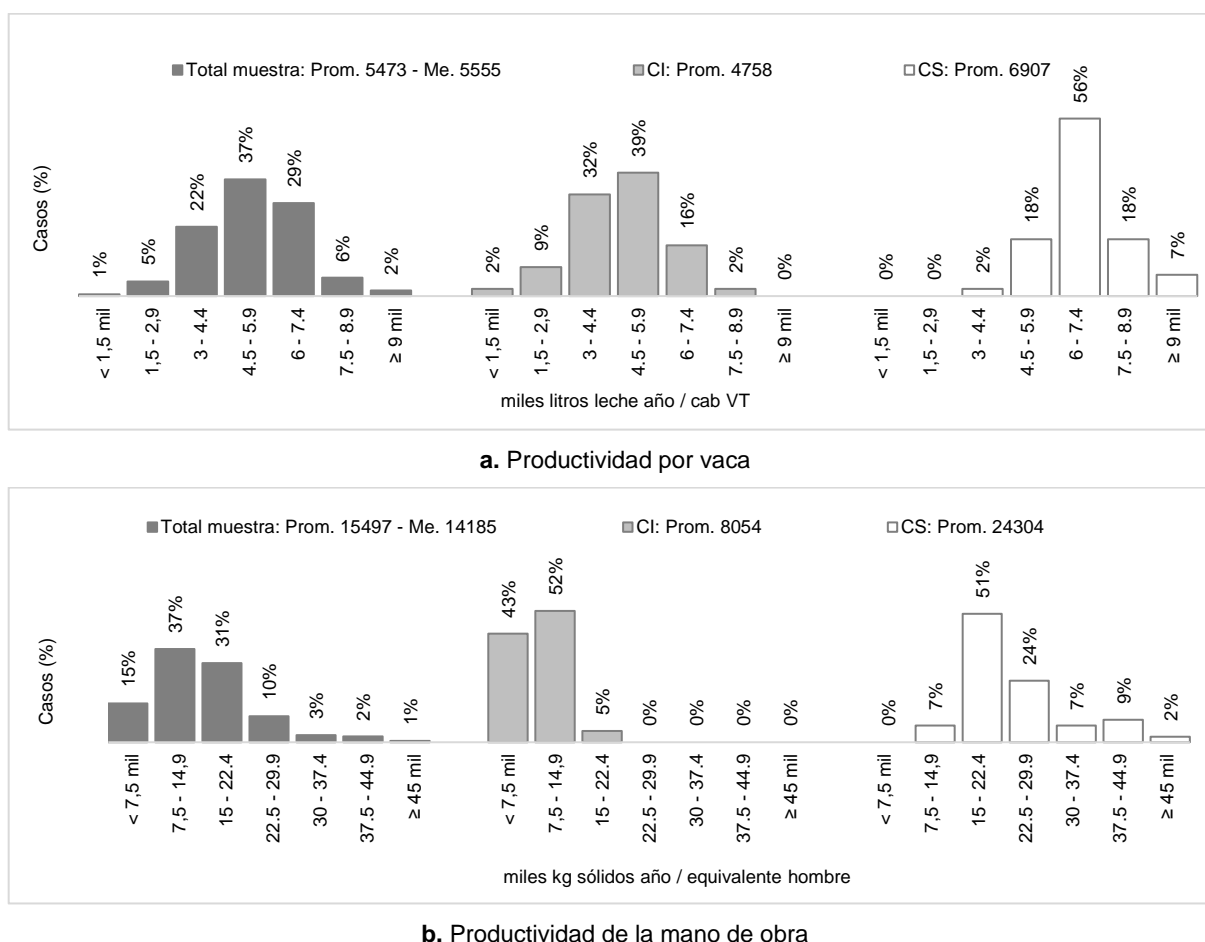 Total muestra: Prom. 5473 - Me. 5555 CI: Prom. 4758 CS: Prom. 6907
Casos (%)
1% 5% 22% 37% 29% 6% 2% 2% 9% 32% 39% 16% 2% 0% 0% 0% 2% 18% 56% 18% 7%
< 1,5 mil 1,5 - 2,9 3 - 4.4 4.5 - 5.9 6 - 7.4 7.5 - 8.9 ≥ 9 mil < 1,5 mil 1,5 - 2,9 3 - 4.4 4.5 - 5.9 6 - 7.4 7.5 - 8.9 ≥ 9 mil < 1,5 mil 1,5 - 2,9 3 - 4.4 4.5 - 5.9 6 - 7.4 7.5 - 8.9 ≥ 9 mil
miles litros leche año / cab VT
a. Productividad por vaca
Total muestra: Prom. 15497 - Me. 14185 CI: Prom. 8054 CS: Prom. 24304
Casos (%)
15% 37% 31% 10% 3% 2% 1% 43% 52% 5% 0% 0% 0% 0% 0% 7% 51% 24% 7% 9% 2%
< 7,5 mil 7,5 - 14,9 15 - 22.4 22.5 - 29.9 30 - 37.4 37.5 - 44.9 ≥ 45 mil < 7,5 mil 7,5 - 14,9 15 - 22.4 22.5 - 29.9 30 - 37.4 37.5 - 44.9 ≥ 45 mil < 7,5 mil 7,5 - 14,9 15 - 22.4 22.5 - 29.9 30 - 37.4 37.5 - 44.9 ≥ 45 mil
miles kg sólidos año / equivalente hombre
b. Productividad de la mano de obra